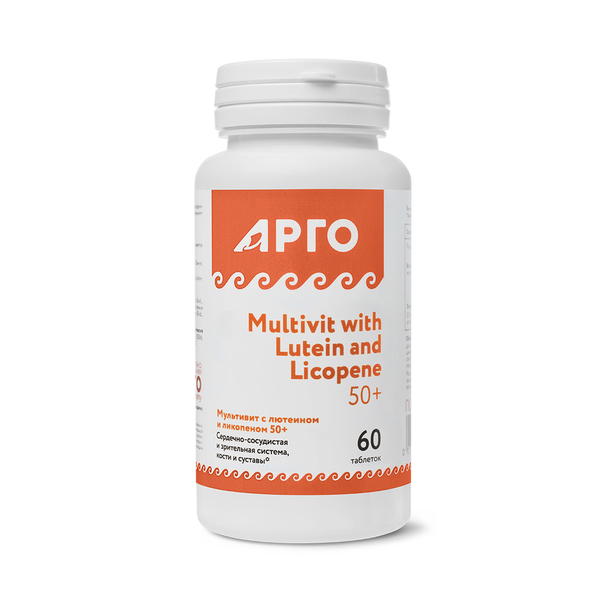 АРГО
Multivit with
Lutein and
Licopene
50+
Мультивит с лютеином
и ликопеном 50+
Сердечно-сосудистая
и зрительная система,
кости и суставы
60
таблеток